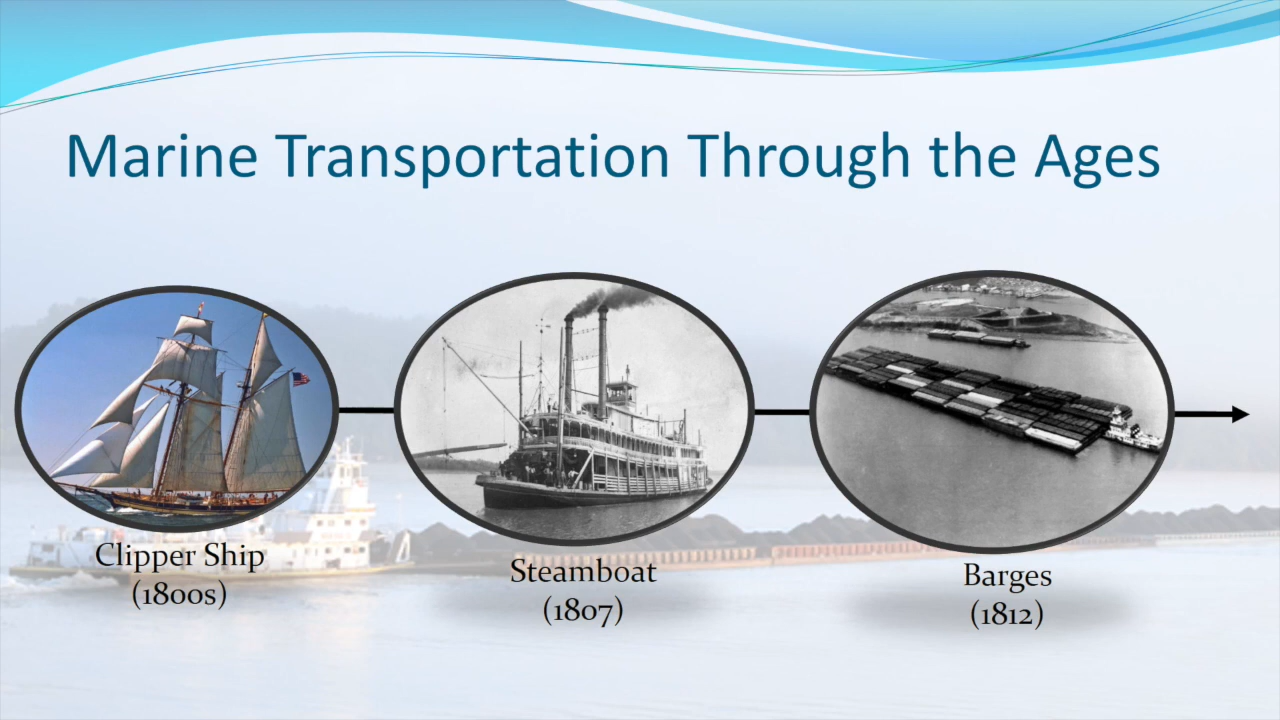 Marine Transportation Through the Ages
Clipper Ship
(1800s)
Steamboat
(1807)
Barges
(1812)